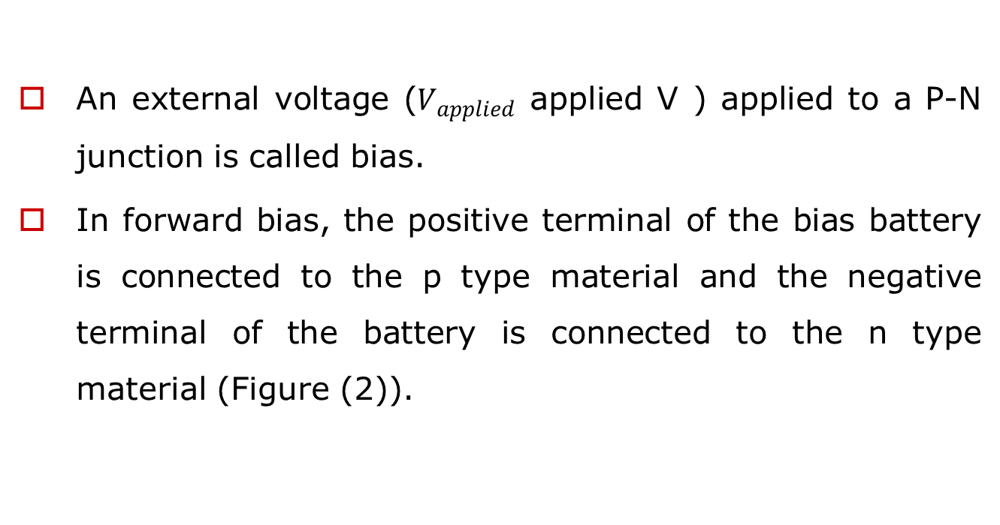 An external voltage (V_applied applied V ) applied to a P-N
junction is called bias.
In forward bias, the positive terminal of the bias battery
is connected to the p type material and the negative
terminal of the battery is connected to the n type
material (Figure (2)).